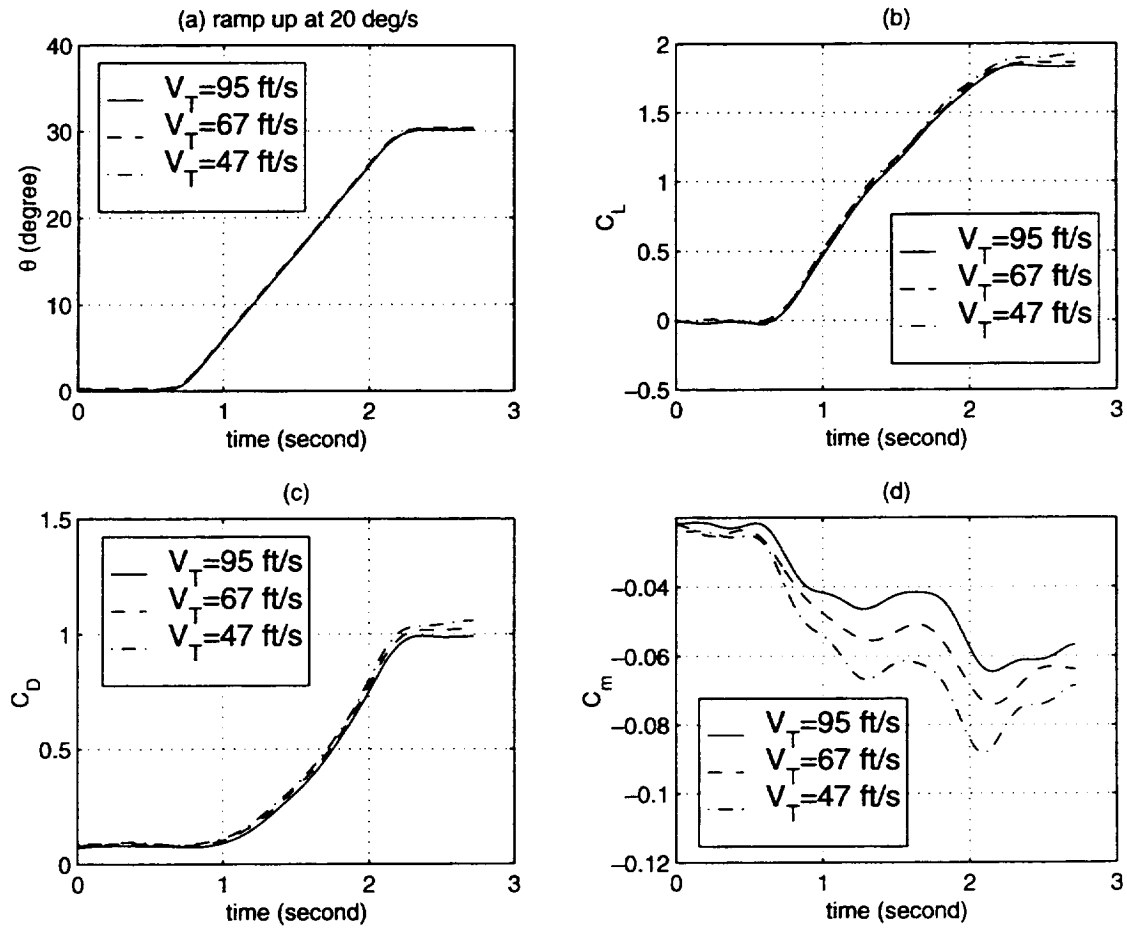 (a) ramp up at 20 deg/s
40
30
20
10
0
θ (degree)
V_T=95 ft/s
V_T=67 ft/s
V_T=47 ft/s
0 1 2 3
time (second)
(b)
2
1.5
1
0.5
0
−0.5
C_L
V_T=95 ft/s
V_T=67 ft/s
V_T=47 ft/s
0 1 2 3
time (second)
(c)
1.5
1
0.5
0
C_D
V_T=95 ft/s
V_T=67 ft/s
V_T=47 ft/s
0 1 2 3
time (second)
(d)
−0.04
−0.06
−0.08
−0.1
−0.12
C_m
V_T=95 ft/s
V_T=67 ft/s
V_T=47 ft/s
0 1 2 3
time (second)